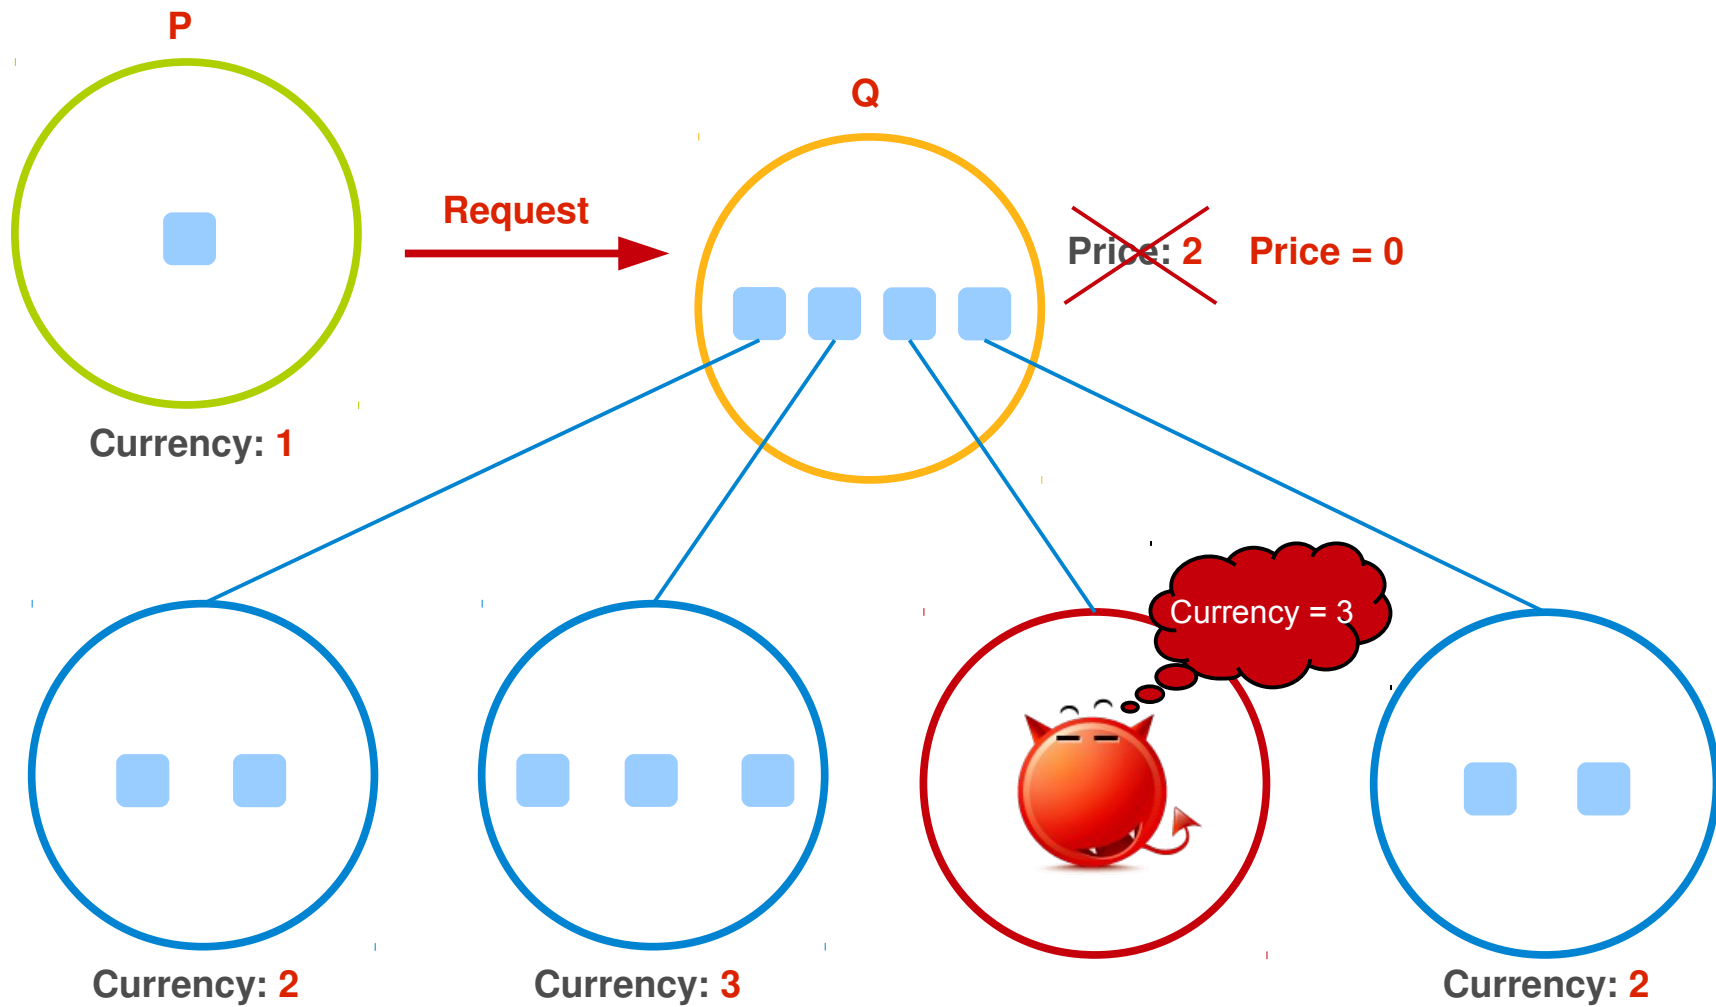 P
Q
Request
Price: 2
Price = 0
Currency: 1
Currency = 3
Currency: 2
Currency: 3
Currency: 2